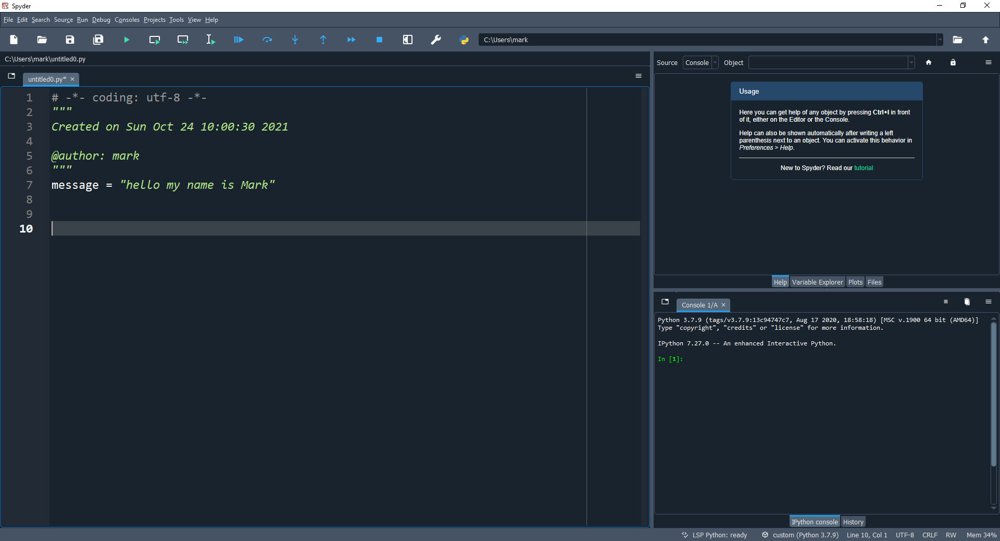 Spyder
File Edit Search Source Run Debug Consoles Projects Tools View Help
C:\Users\mark
C:\Users\mark\untitled0.py
untitled0.py*
1 # -*- coding: utf-8 -*-
2 """
3 Created on Sun Oct 24 10:00:30 2021
4
5 @author: mark
6 """
7 message = "hello my name is Mark"
8
9
10
Source Console Object
Usage
Here you can get help of any object by pressing Ctrl+I in front
of it, either on the Editor or the Console.
Help can also be shown automatically after writing a left
parenthesis next to an object. You can activate this behavior in
Preferences > Help.
New to Spyder? Read our tutorial
Help Variable Explorer Plots Files
Console 1/A
Python 3.7.9 (tags/v3.7.9:13c94747c7, Aug 17 2020, 18:58:18) [MSC v.1900 64 bit (AMD64)]
Type "copyright", "credits" or "license" for more information.
IPython 7.27.0 -- An enhanced Interactive Python.
In [1]:
IPython console History
LSP Python: ready custom (Python 3.7.9) Line 10, Col 1 UTF-8 CRLF RW Mem 34%